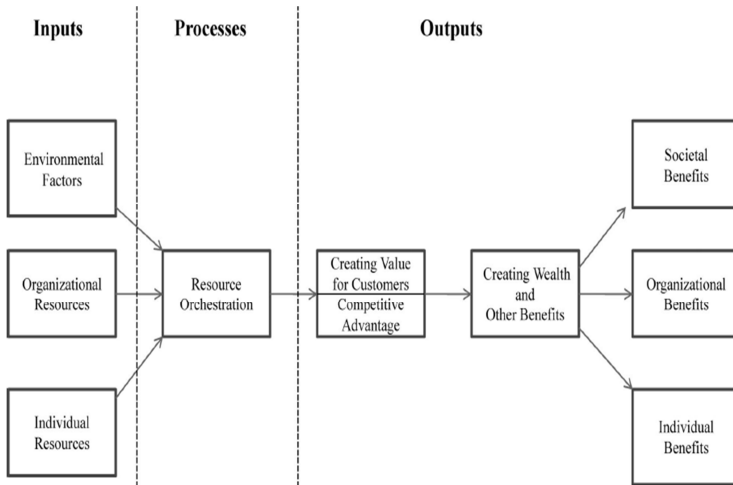 Inputs
Processes
Outputs
Environmental
Factors
Organizational
Resources
Individual
Resources
Resource
Orchestration
Creating Value
for Customers
Competitive
Advantage
Creating Wealth
and
Other Benefits
Societal
Benefits
Organizational
Benefits
Individual
Benefits